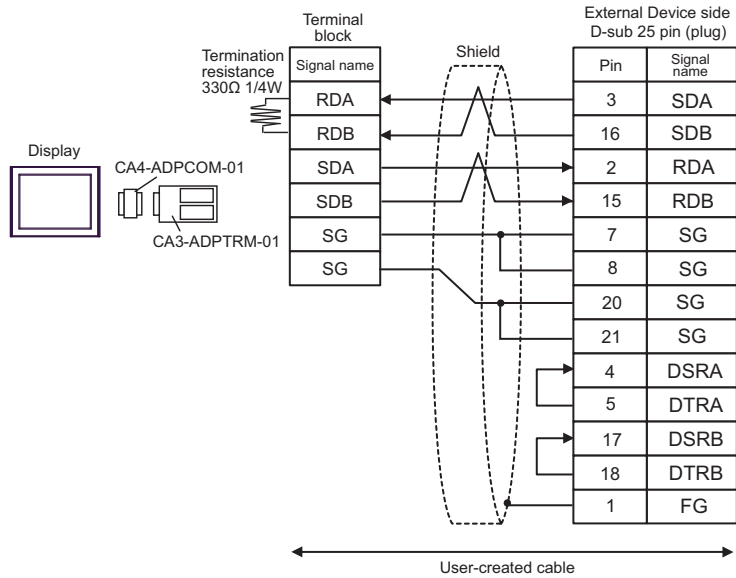 External Device side
D-sub 25 pin (plug)
Terminal
block
Shield
Termination
resistance
330Ω 1/4W
Signal name
Pin
Signal
name
RDA
3
SDA
RDB
16
SDB
Display
CA4-ADPCOM-01
CA3-ADPTRM-01
SDA
2
RDA
SDB
15
RDB
SG
7
SG
SG
8
SG
20
SG
21
SG
4
DSRA
5
DTRA
17
DSRB
18
DTRB
1
FG
User-created cable